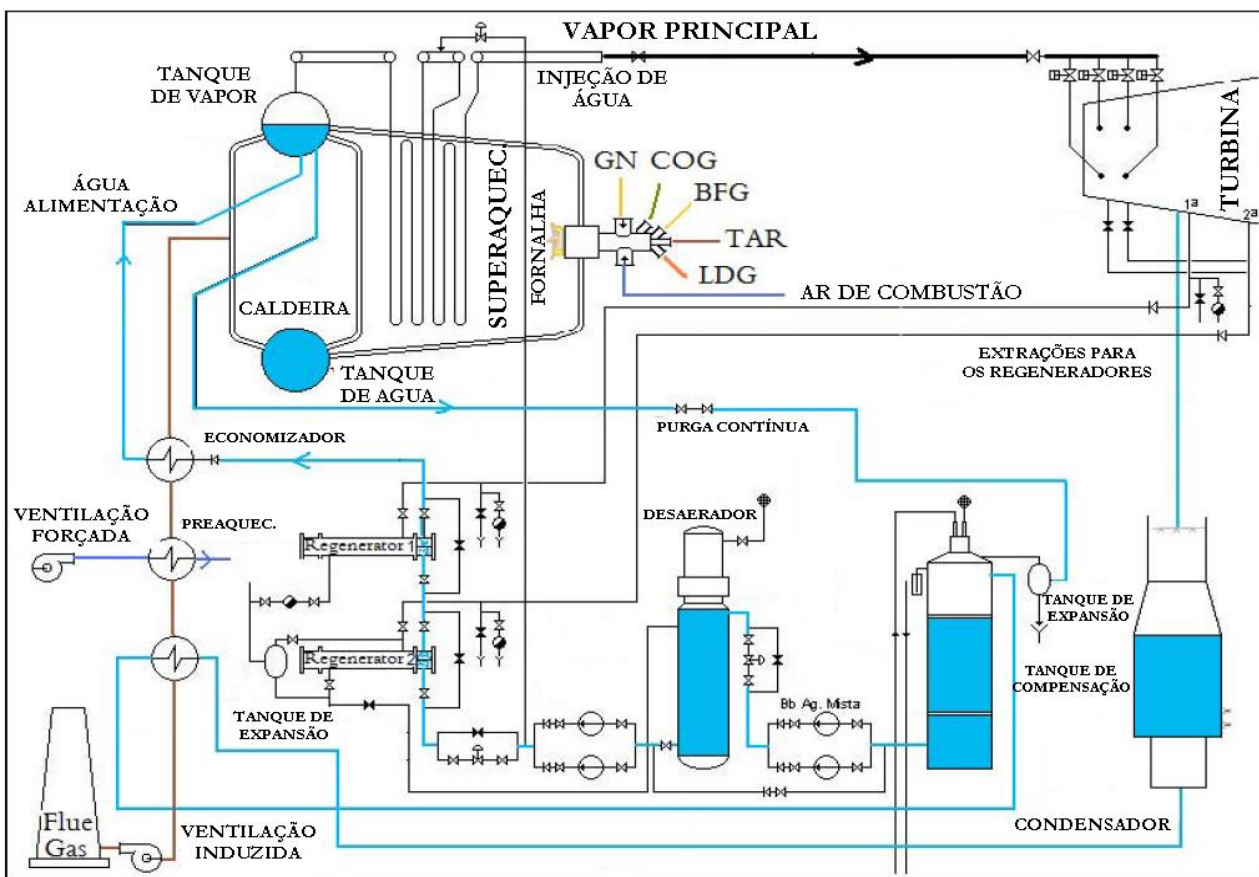 VAPOR PRINCIPAL
TANQUE
DE VAPOR
INJEÇÃO DE
ÁGUA
TURBINA
GN
COG
BFG
TAR
LDG
AR DE COMBUSTÃO
ÁGUA
ALIMENTAÇÃO
SUPERAQUEC.
FORNALHA
CALDEIRA
TANQUE
DE AGUA
1ª
2ª
EXTRAÇÕES PARA
OS REGENERADORES
PURGA CONTÍNUA
ECONOMIZADOR
VENTILAÇÃO
FORÇADA
PREAQUEC.
DESAERADOR
Regenerator 1
Regenerator 2
TANQUE DE
EXPANSÃO
TANQUE DE
EXPANSÃO
TANQUE DE
COMPENSAÇÃO
Bb Ag. Mista
CONDENSADOR
Flue
Gas
VENTILAÇÃO
INDUZIDA